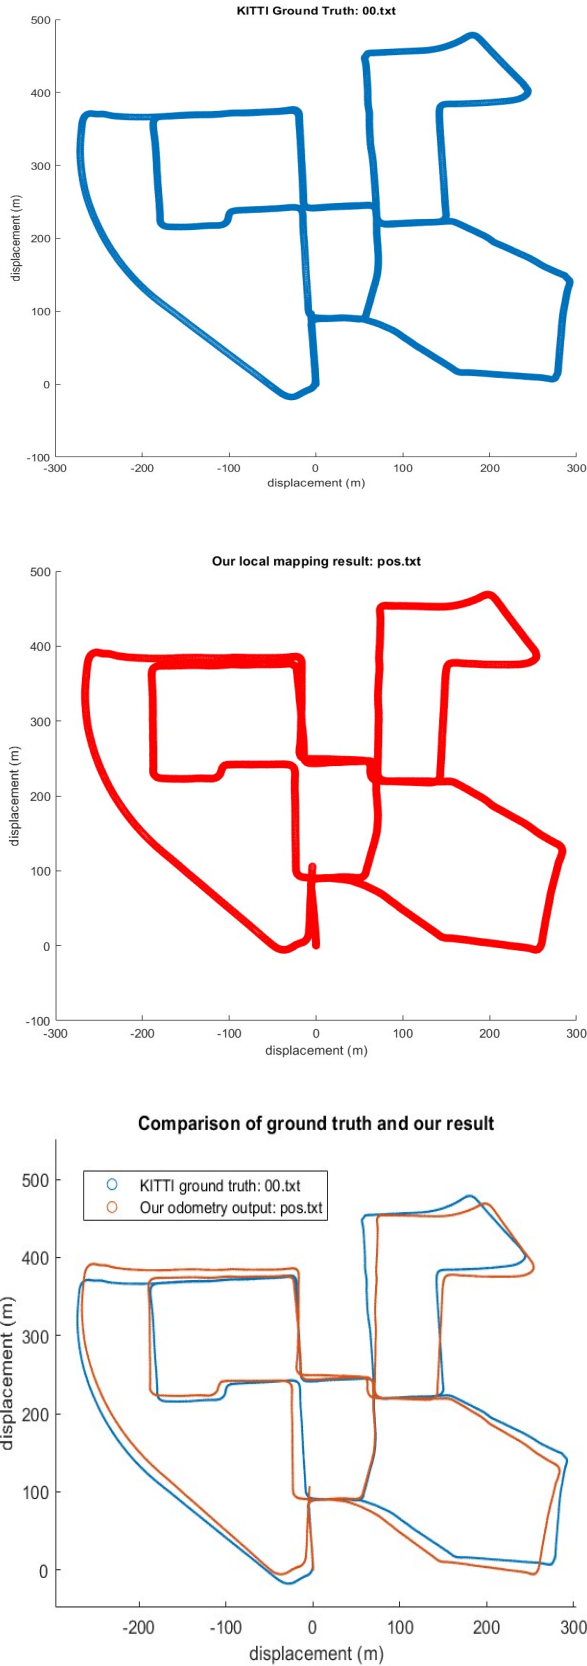 KITTI Ground Truth: 00.txt
500
400
300
200
100
0
-100
displacement (m)
-300 -200 -100 0 100 200 300
displacement (m)
Our local mapping result: pos.txt
500
400
300
200
100
0
-100
displacement (m)
-300 -200 -100 0 100 200 300
displacement (m)
Comparison of ground truth and our result
KITTI ground truth: 00.txt
Our odometry output: pos.txt
500
400
300
200
100
0
displacement (m)
-200 -100 0 100 200 300
displacement (m)